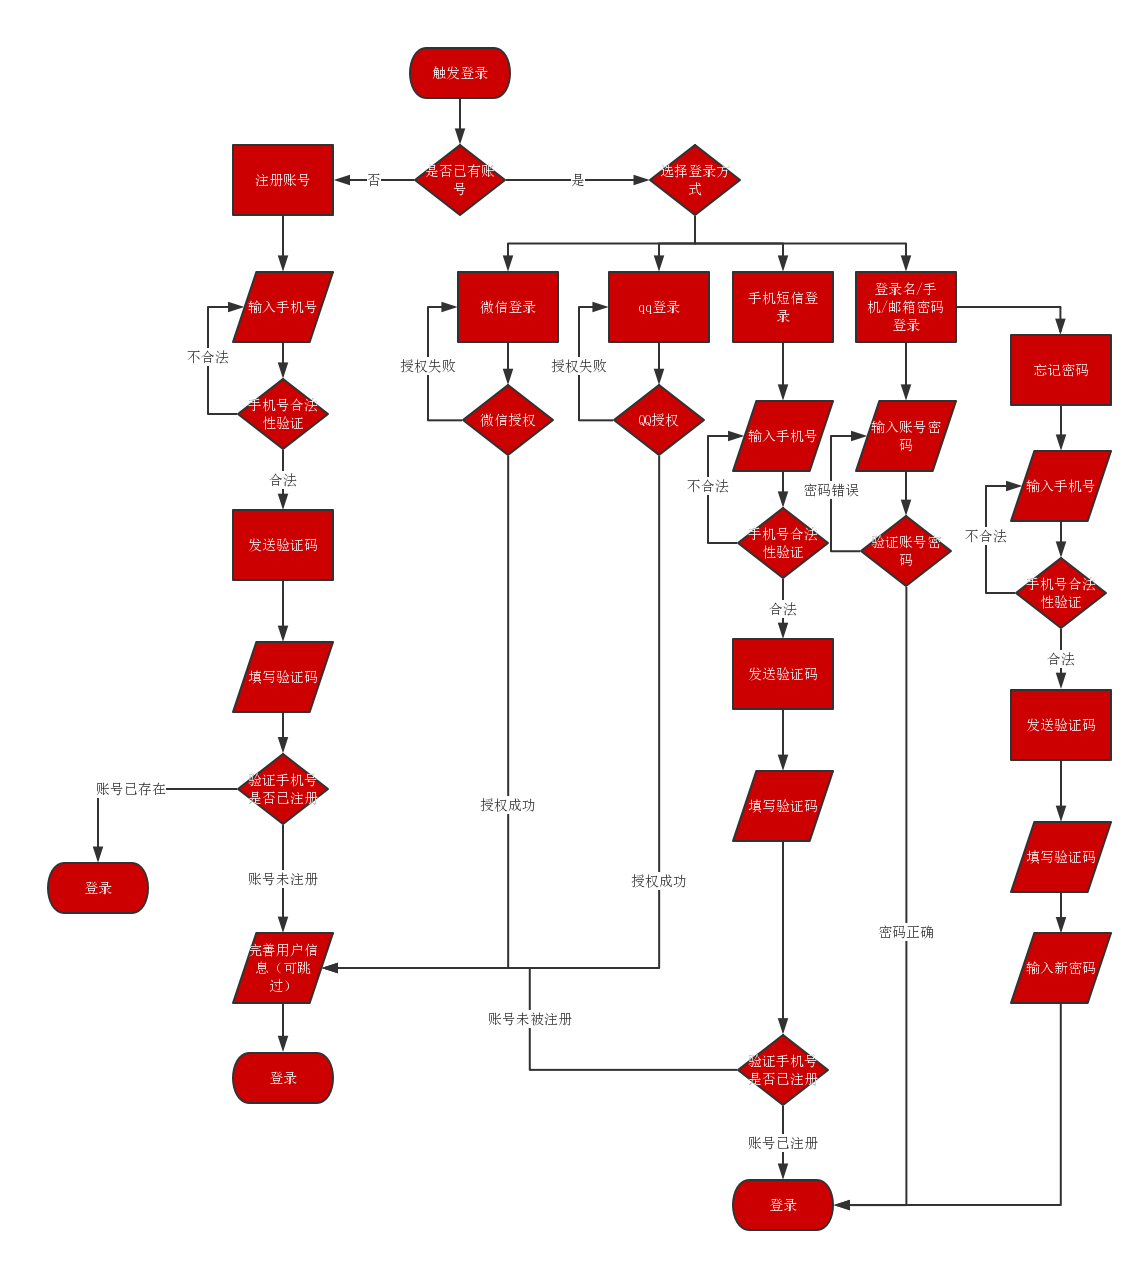 触发登录
注册账号
否
是否已有账
号
是
选择登录方
式
输入手机号
微信登录
qq登录
手机短信登
录
登录名/手
机/邮箱密码
登录
不合法
授权失败
授权失败
忘记密码
手机号合法
性验证
微信授权
QQ授权
输入手机号
输入账号密
码
合法
不合法
密码错误
输入手机号
发送验证码
手机号合法
性验证
验证账号密
码
不合法
手机号合法
性验证
合法
合法
填写验证码
发送验证码
发送验证码
账号已存在
验证手机号
是否已注册
授权成功
填写验证码
填写验证码
登录
账号未注册
授权成功
密码正确
完善用户信
息（可跳
过）
输入新密码
账号未被注册
登录
验证手机号
是否已注册
账号已注册
登录